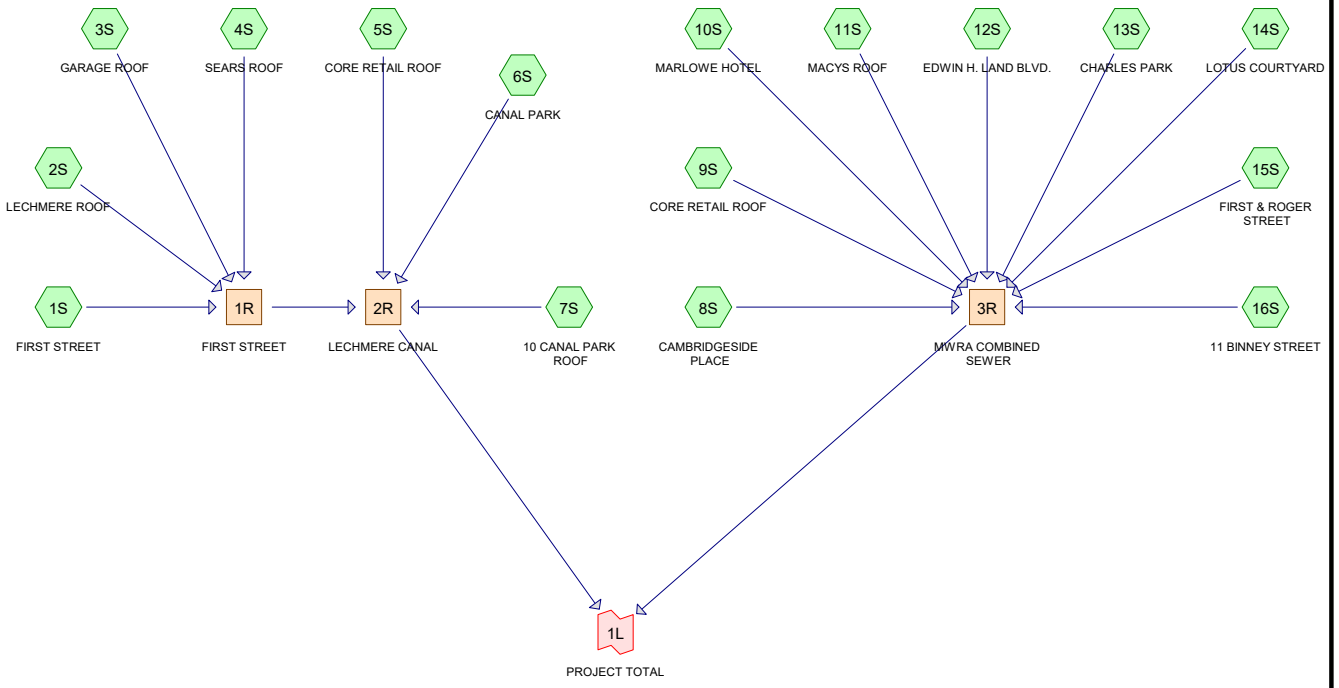 3S
GARAGE ROOF
4S
SEARS ROOF
5S
CORE RETAIL ROOF
6S
CANAL PARK
10S
MARLOWE HOTEL
11S
MACYS ROOF
12S
EDWIN H. LAND BLVD.
13S
CHARLES PARK
14S
LOTUS COURTYARD
2S
LECHMERE ROOF
9S
CORE RETAIL ROOF
15S
FIRST & ROGER
STREET
1S
FIRST STREET
1R
FIRST STREET
2R
LECHMERE CANAL
7S
10 CANAL PARK
ROOF
8S
CAMBRIDGESIDE
PLACE
3R
MWRA COMBINED
SEWER
16S
11 BINNEY STREET
1L
PROJECT TOTAL